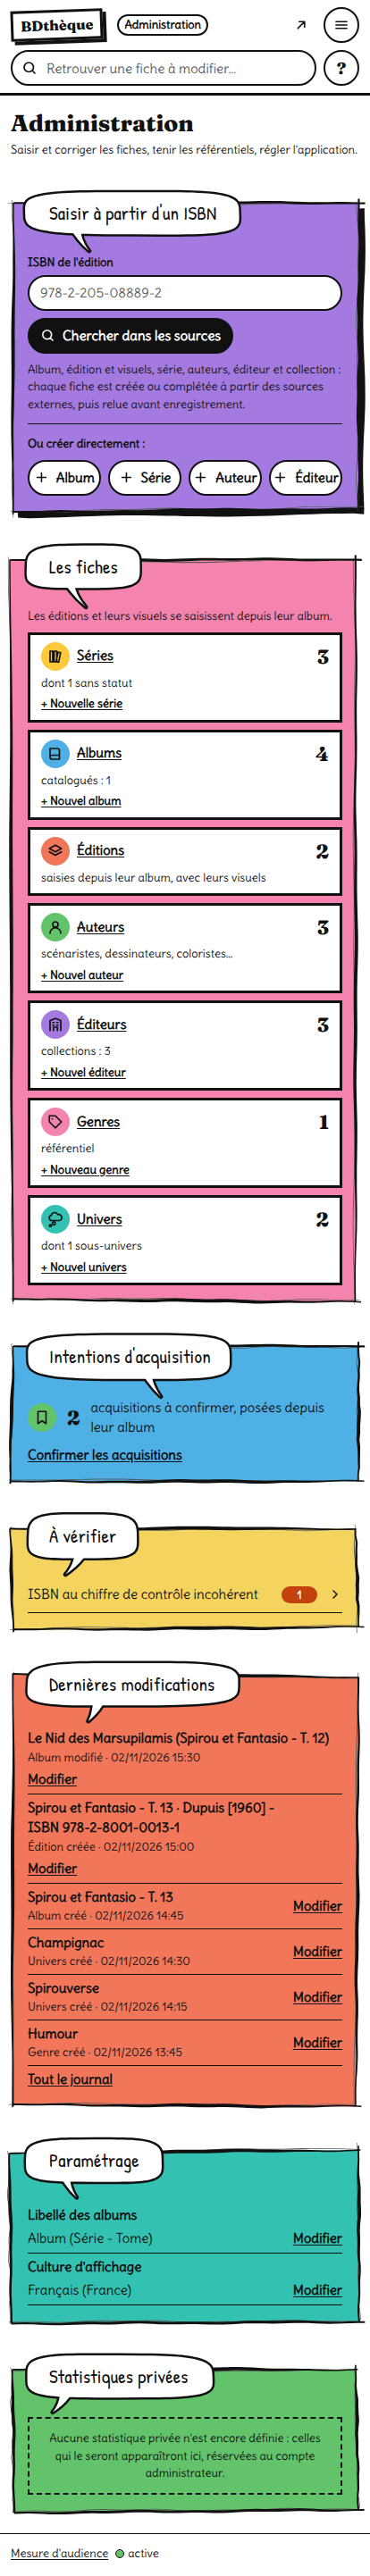 BDthèque
Administration
Retrouver une fiche à modifier...
?
Administration
Saisir et corriger les fiches, tenir les référentiels, régler l'application.
Saisir à partir d'un ISBN
ISBN de l'édition
978-2-205-08889-2
Chercher dans les sources
Album, édition et visuels, série, auteurs, éditeur et collection :
chaque fiche est créée ou complétée à partir des sources
externes, puis relue avant enregistrement.
Ou créer directement :
+ Album + Série + Auteur + Éditeur
Les fiches
Les éditions et leurs visuels se saisissent depuis leur album.
Séries 3
dont 1 sans statut
+ Nouvelle série
Albums 4
catalogués : 1
+ Nouvel album
Éditions 2
saisies depuis leur album, avec leurs visuels
Auteurs 3
scénaristes, dessinateurs, coloristes...
+ Nouvel auteur
Éditeurs 3
collections : 3
+ Nouvel éditeur
Genres 1
référentiel
+ Nouveau genre
Univers 2
dont 1 sous-univers
+ Nouvel univers
Intentions d'acquisition
2 acquisitions à confirmer, posées depuis
leur album
Confirmer les acquisitions
À vérifier
ISBN au chiffre de contrôle incohérent 1
Dernières modifications
Le Nid des Marsupilamis (Spirou et Fantasio - T. 12)
Album modifié · 02/11/2026 15:30
Modifier
Spirou et Fantasio - T. 13 · Dupuis [1960] -
ISBN 978-2-8001-0013-1
Édition créée · 02/11/2026 15:00
Modifier
Spirou et Fantasio - T. 13
Album créé · 02/11/2026 14:45
Modifier
Champignac
Univers créé · 02/11/2026 14:30
Modifier
Spirouverse
Univers créé · 02/11/2026 14:15
Modifier
Humour
Genre créé · 02/11/2026 13:45
Modifier
Tout le journal
Paramétrage
Libellé des albums
Album (Série - Tome) Modifier
Culture d'affichage
Français (France) Modifier
Statistiques privées
Aucune statistique privée n'est encore définie : celles
qui le seront apparaîtront ici, réservées au compte
administrateur.
Mesure d'audience active